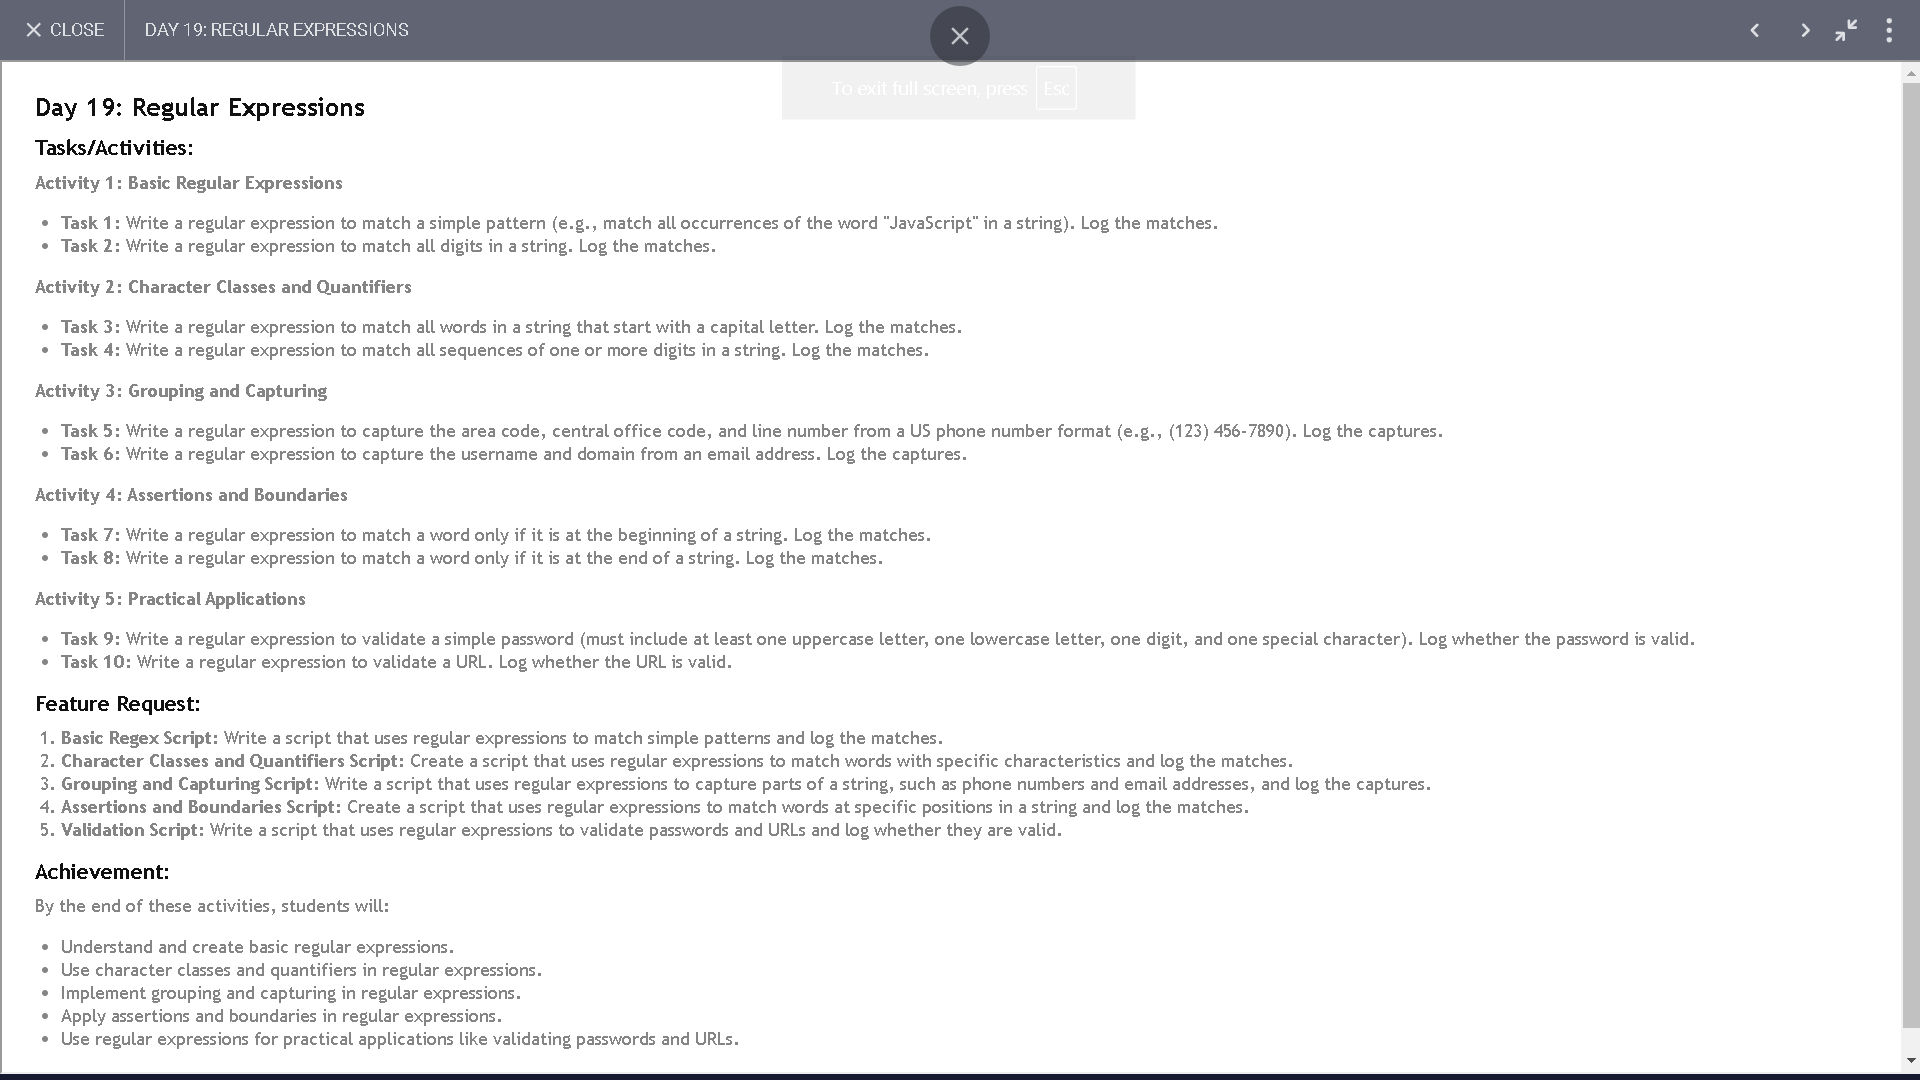 CLOSE
DAY 19: REGULAR EXPRESSIONS
To exit full screen, press Esc
Day 19: Regular Expressions
Tasks/Activities:
Activity 1: Basic Regular Expressions
Task 1: Write a regular expression to match a simple pattern (e.g., match all occurrences of the word "JavaScript" in a string). Log the matches.
Task 2: Write a regular expression to match all digits in a string. Log the matches.
Activity 2: Character Classes and Quantifiers
Task 3: Write a regular expression to match all words in a string that start with a capital letter. Log the matches.
Task 4: Write a regular expression to match all sequences of one or more digits in a string. Log the matches.
Activity 3: Grouping and Capturing
Task 5: Write a regular expression to capture the area code, central office code, and line number from a US phone number format (e.g., (123) 456-7890). Log the captures.
Task 6: Write a regular expression to capture the username and domain from an email address. Log the captures.
Activity 4: Assertions and Boundaries
Task 7: Write a regular expression to match a word only if it is at the beginning of a string. Log the matches.
Task 8: Write a regular expression to match a word only if it is at the end of a string. Log the matches.
Activity 5: Practical Applications
Task 9: Write a regular expression to validate a simple password (must include at least one uppercase letter, one lowercase letter, one digit, and one special character). Log whether the password is valid.
Task 10: Write a regular expression to validate a URL. Log whether the URL is valid.
Feature Request:
1. Basic Regex Script: Write a script that uses regular expressions to match simple patterns and log the matches.
2. Character Classes and Quantifiers Script: Create a script that uses regular expressions to match words with specific characteristics and log the matches.
3. Grouping and Capturing Script: Write a script that uses regular expressions to capture parts of a string, such as phone numbers and email addresses, and log the captures.
4. Assertions and Boundaries Script: Create a script that uses regular expressions to match words at specific positions in a string and log the matches.
5. Validation Script: Write a script that uses regular expressions to validate passwords and URLs and log whether they are valid.
Achievement:
By the end of these activities, students will:
Understand and create basic regular expressions.
Use character classes and quantifiers in regular expressions.
Implement grouping and capturing in regular expressions.
Apply assertions and boundaries in regular expressions.
Use regular expressions for practical applications like validating passwords and URLs.